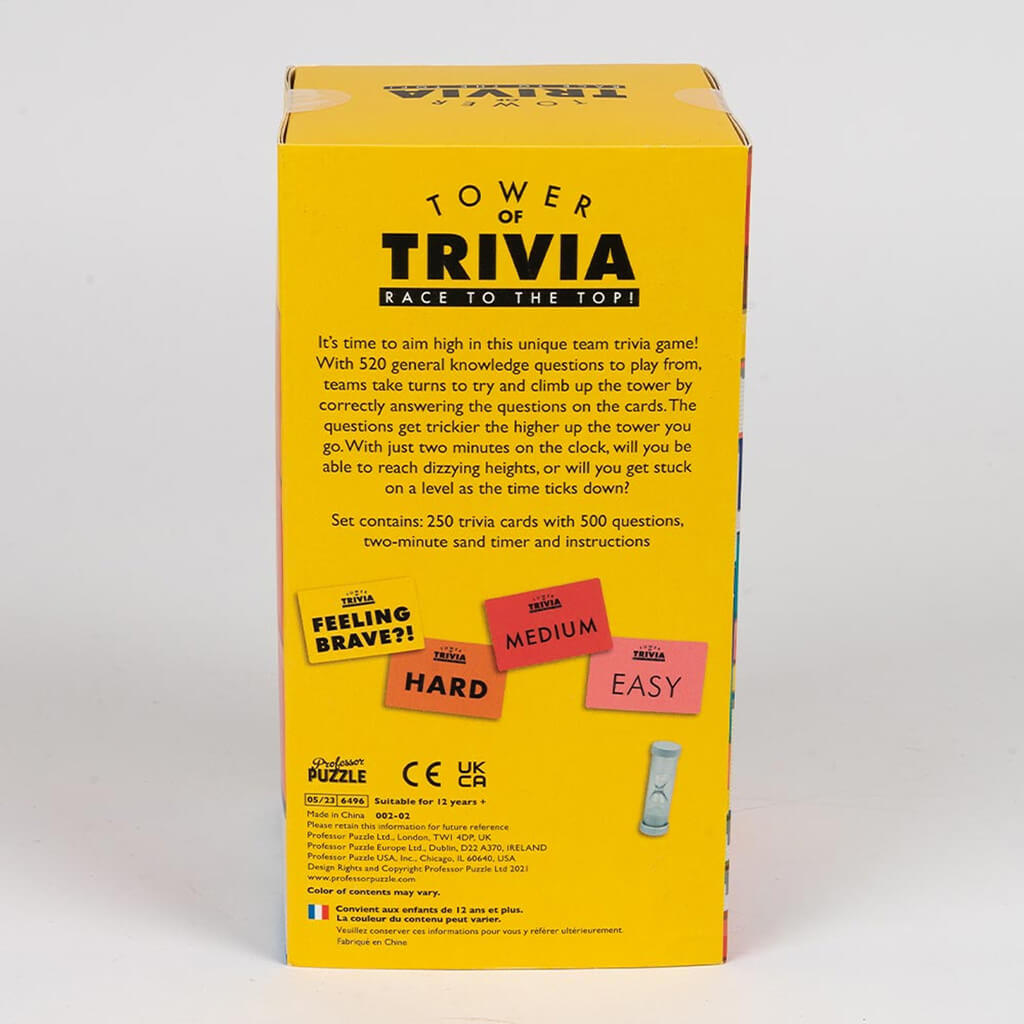 TOWER
OF
TRIVIA
TOWER
OF
TRIVIA
RACE TO THE TOP!
It's time to aim high in this unique team trivia game!
With 520 general knowledge questions to play from,
teams take turns to try and climb up the tower by
correctly answering the questions on the cards. The
questions get trickier the higher up the tower you
go. With just two minutes on the clock, will you be
able to reach dizzying heights, or will you get stuck
on a level as the time ticks down?
Set contains: 250 trivia cards with 500 questions,
two-minute sand timer and instructions
TOWER
TRIVIA
FEELING
BRAVE?!
TOWER
TRIVIA
HARD
TOWER
TRIVIA
MEDIUM
TOWER
TRIVIA
EASY
Professor
PUZZLE
CE UK
CA
05/23 6496 Suitable for 12 years +
Made in China 002-02
Please retain this information for future reference
Professor Puzzle Ltd., London, TW1 4DP, UK
Professor Puzzle Europe Ltd., Dublin, D22 A370, IRELAND
Professor Puzzle USA, Inc., Chicago, IL 60640, USA
Design Rights and Copyright Professor Puzzle Ltd 2021
www.professorpuzzle.com
Color of contents may vary.
Convient aux enfants de 12 ans et plus.
La couleur du contenu peut varier.
Veuillez conserver ces informations pour vous y référer ultérieurement.
Fabriqué en Chine